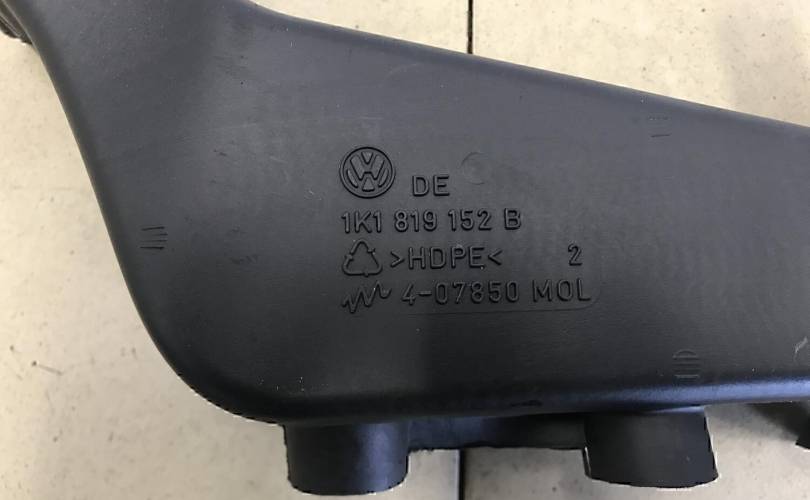 DE
1K1 819 152 B
>HDPE< 2
4-07850 MOL